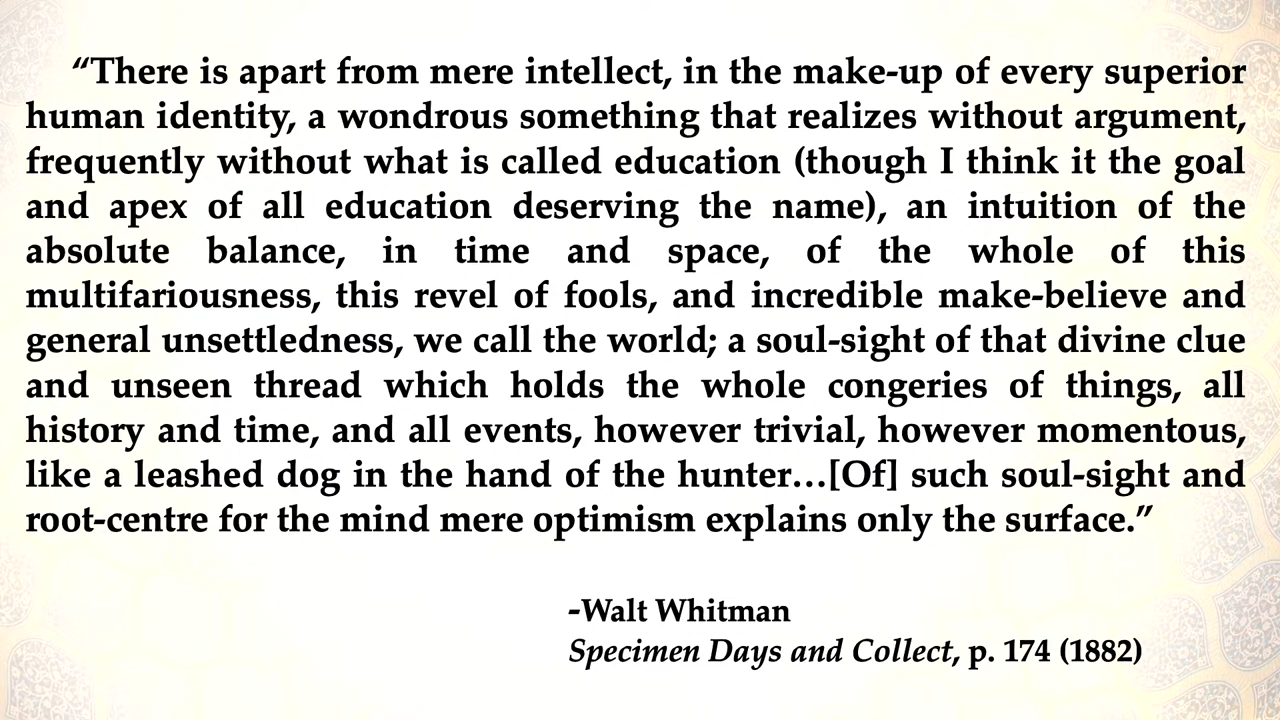 “There is apart from mere intellect, in the make-up of every superior
human identity, a wondrous something that realizes without argument,
frequently without what is called education (though I think it the goal
and apex of all education deserving the name), an intuition of the
absolute balance, in time and space, of the whole of this
multifariousness, this revel of fools, and incredible make-believe and
general unsettledness, we call the world; a soul-sight of that divine clue
and unseen thread which holds the whole congeries of things, all
history and time, and all events, however trivial, however momentous,
like a leashed dog in the hand of the hunter…[Of] such soul-sight and
root-centre for the mind mere optimism explains only the surface.”
-Walt Whitman
Specimen Days and Collect, p. 174 (1882)